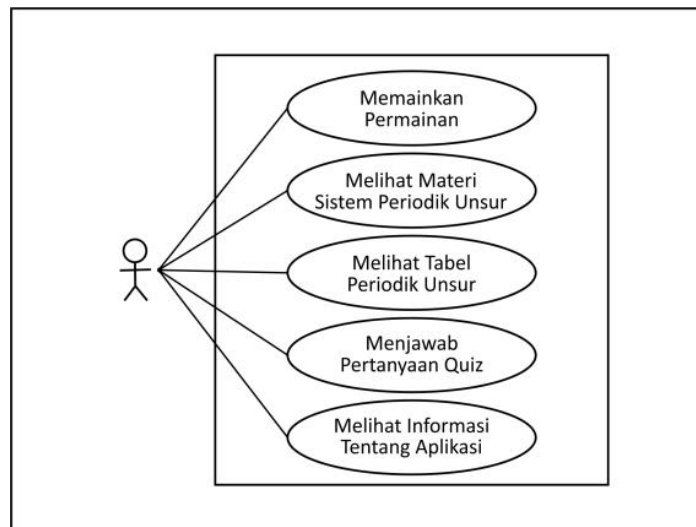 Memainkan
Permainan
Melihat Materi
Sistem Periodik Unsur
Melihat Tabel
Periodik Unsur
Menjawab
Pertanyaan Quiz
Melihat Informasi
Tentang Aplikasi